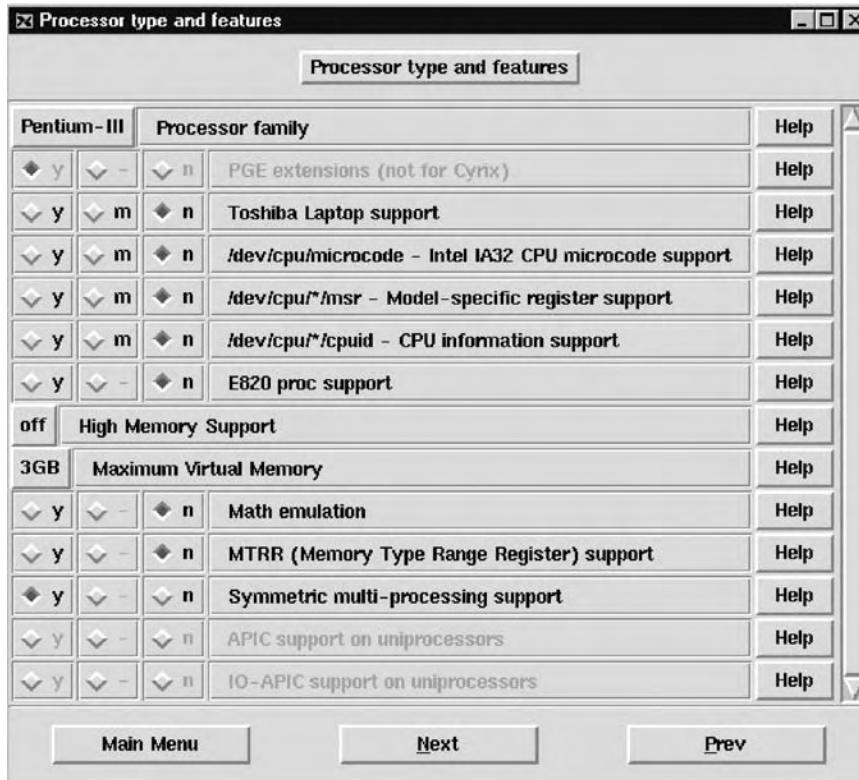 Processor type and features
Processor type and features
Pentium-III Processor family Help
y - n PGE extensions (not for Cyrix) Help
y m n Toshiba Laptop support Help
y m n /dev/cpu/microcode - Intel IA32 CPU microcode support Help
y m n /dev/cpu/*/msr - Model-specific register support Help
y m n /dev/cpu/*/cpuid - CPU information support Help
y - n E820 proc support Help
off High Memory Support Help
3GB Maximum Virtual Memory Help
y - n Math emulation Help
y - n MTRR (Memory Type Range Register) support Help
y - n Symmetric multi-processing support Help
y - n APIC support on uniprocessors Help
y - n IO-APIC support on uniprocessors Help
Main Menu Next Prev